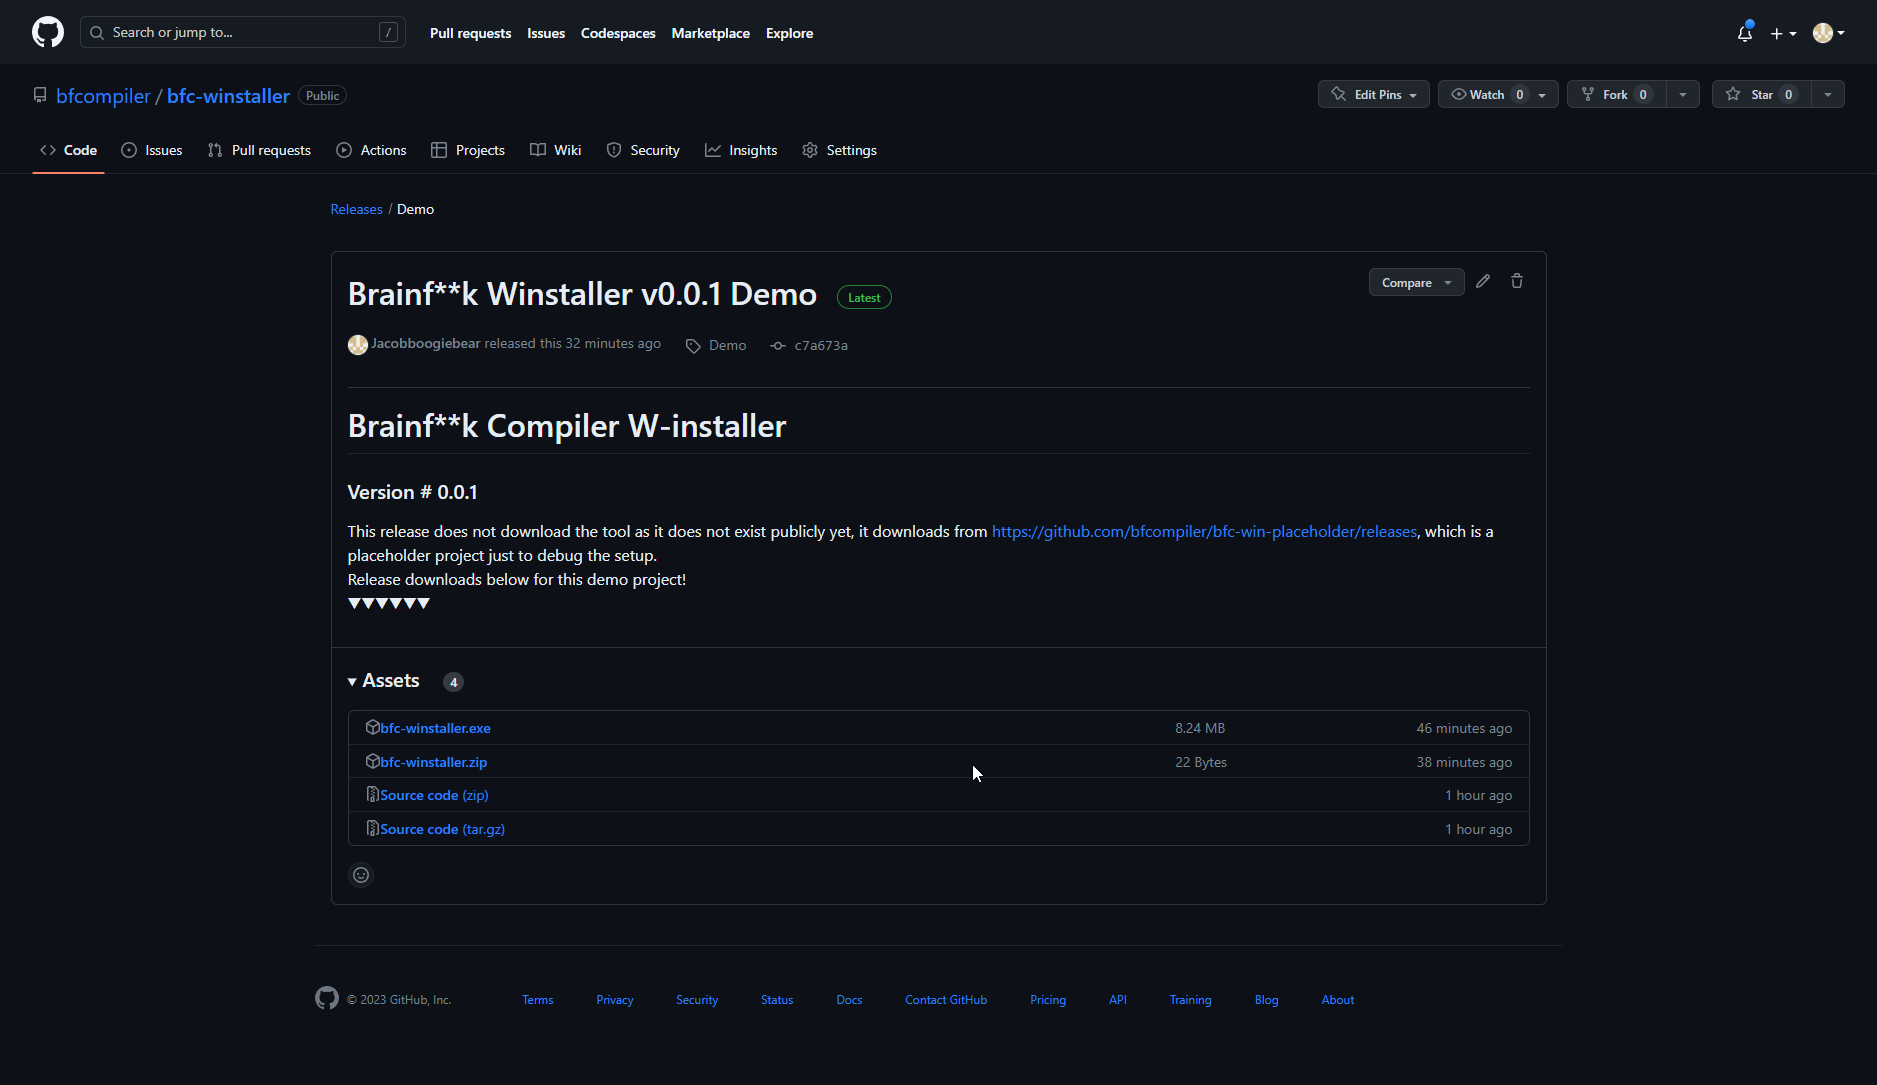 Search or jump to... /
Pull requests Issues Codespaces Marketplace Explore
bfcompiler / bfc-winstaller Public
Edit Pins Watch 0 Fork 0 Star 0
Code Issues Pull requests Actions Projects Wiki Security Insights Settings
Releases / Demo
Brainf**k Winstaller v0.0.1 Demo Latest
Compare
Jacobboogiebear released this 32 minutes ago Demo c7a673a
Brainf**k Compiler W-installer
Version # 0.0.1
This release does not download the tool as it does not exist publicly yet, it downloads from https://github.com/bfcompiler/bfc-win-placeholder/releases, which is a
placeholder project just to debug the setup.
Release downloads below for this demo project!
▼▼▼▼▼▼
▾ Assets 4
bfc-winstaller.exe 8.24 MB 46 minutes ago
bfc-winstaller.zip 22 Bytes 38 minutes ago
Source code (zip) 1 hour ago
Source code (tar.gz) 1 hour ago
© 2023 GitHub, Inc. Terms Privacy Security Status Docs Contact GitHub Pricing API Training Blog About